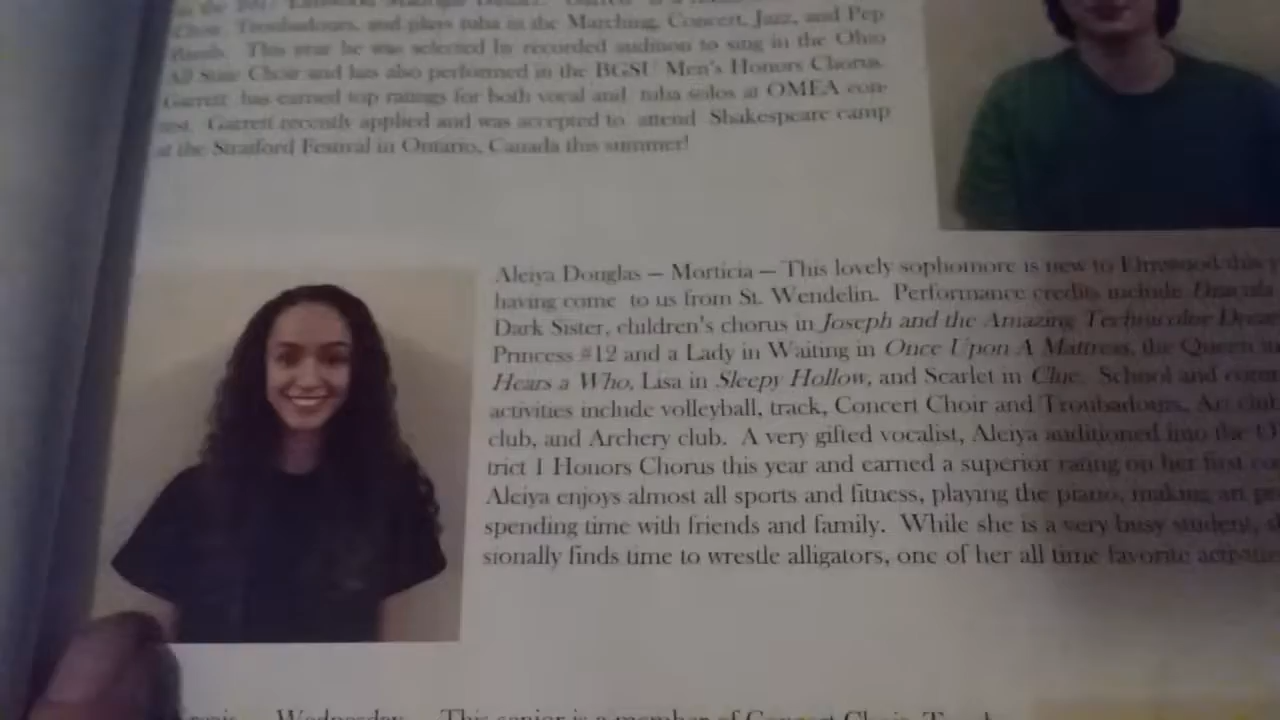 Choir, Troubadours, and plays tuba in the Marching, Concert, Jazz, and Pep
Bands. This year he was selected by recorded audition to sing in the Ohio
All State Choir and has also performed in the BGSU Men's Honors Chorus.
Garrett has earned top ratings for both vocal and tuba solos at OMEA con-
test. Garrett recently applied and was accepted to attend Shakespeare camp
at the Stratford Festival in Ontario, Canada this summer!
Aleiya Douglas – Morticia – This lovely sophomore is new to Elmwood this
having come to us from St. Wendelin. Performance credits include Dracula,
Dark Sister, children's chorus in Joseph and the Amazing Technicolor
Princess #12 and a Lady in Waiting in Once Upon A Mattress, the Queen
Hears a Who, Lisa in Sleepy Hollow, and Scarlet in Clue. School and
activities include volleyball, track, Concert Choir and Troubadours, Art club,
club, and Archery club. A very gifted vocalist, Aleiya auditioned into the
trict 1 Honors Chorus this year and earned a superior rating on her first
Aleiya enjoys almost all sports and fitness, playing the piano, making art
spending time with friends and family. While she is a very busy student,
sionally finds time to wrestle alligators, one of her all time favorite
Wednesday This senior is a member of Concert Choir,